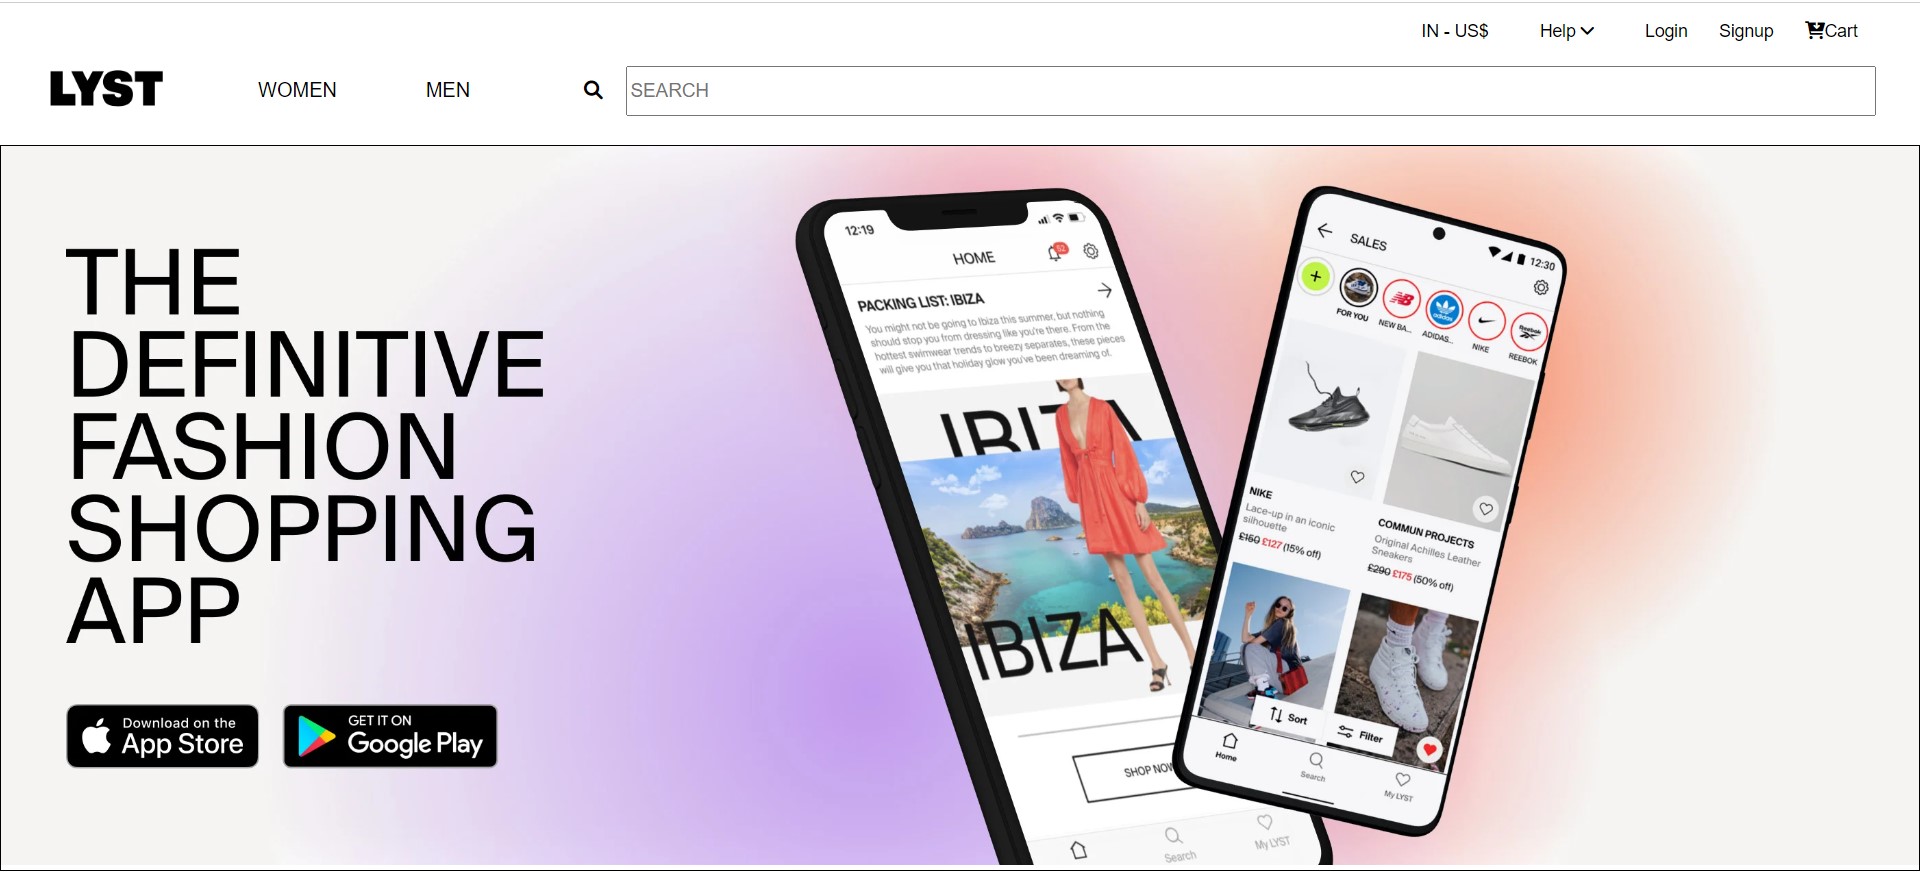 IN - US$ Help Login Signup Cart
LYST WOMEN MEN SEARCH
THE
DEFINITIVE
FASHION
SHOPPING
APP
Download on the
App Store
GET IT ON
Google Play
12:19
HOME
52
PACKING LIST: IBIZA
You might not be going to Ibiza this summer, but nothing
should stop you from dressing like you're there. From the
hottest swimwear trends to breezy separates, these pieces
will give you that holiday glow you've been dreaming of.
IBIZA
IBIZA
SHOP NOW
Search
My LYST
12:30
SALES
FOR YOU
NEW BA...
adidas
ADIDAS...
NIKE
Reebok
REEBOK
NIKE
Lace-up in an iconic
silhouette
£150 £127 (15% off)
COMMUN PROJECTS
Original Achilles Leather
Sneakers
£290 £175 (50% off)
Sort
Filter
Home
Search
My LYST